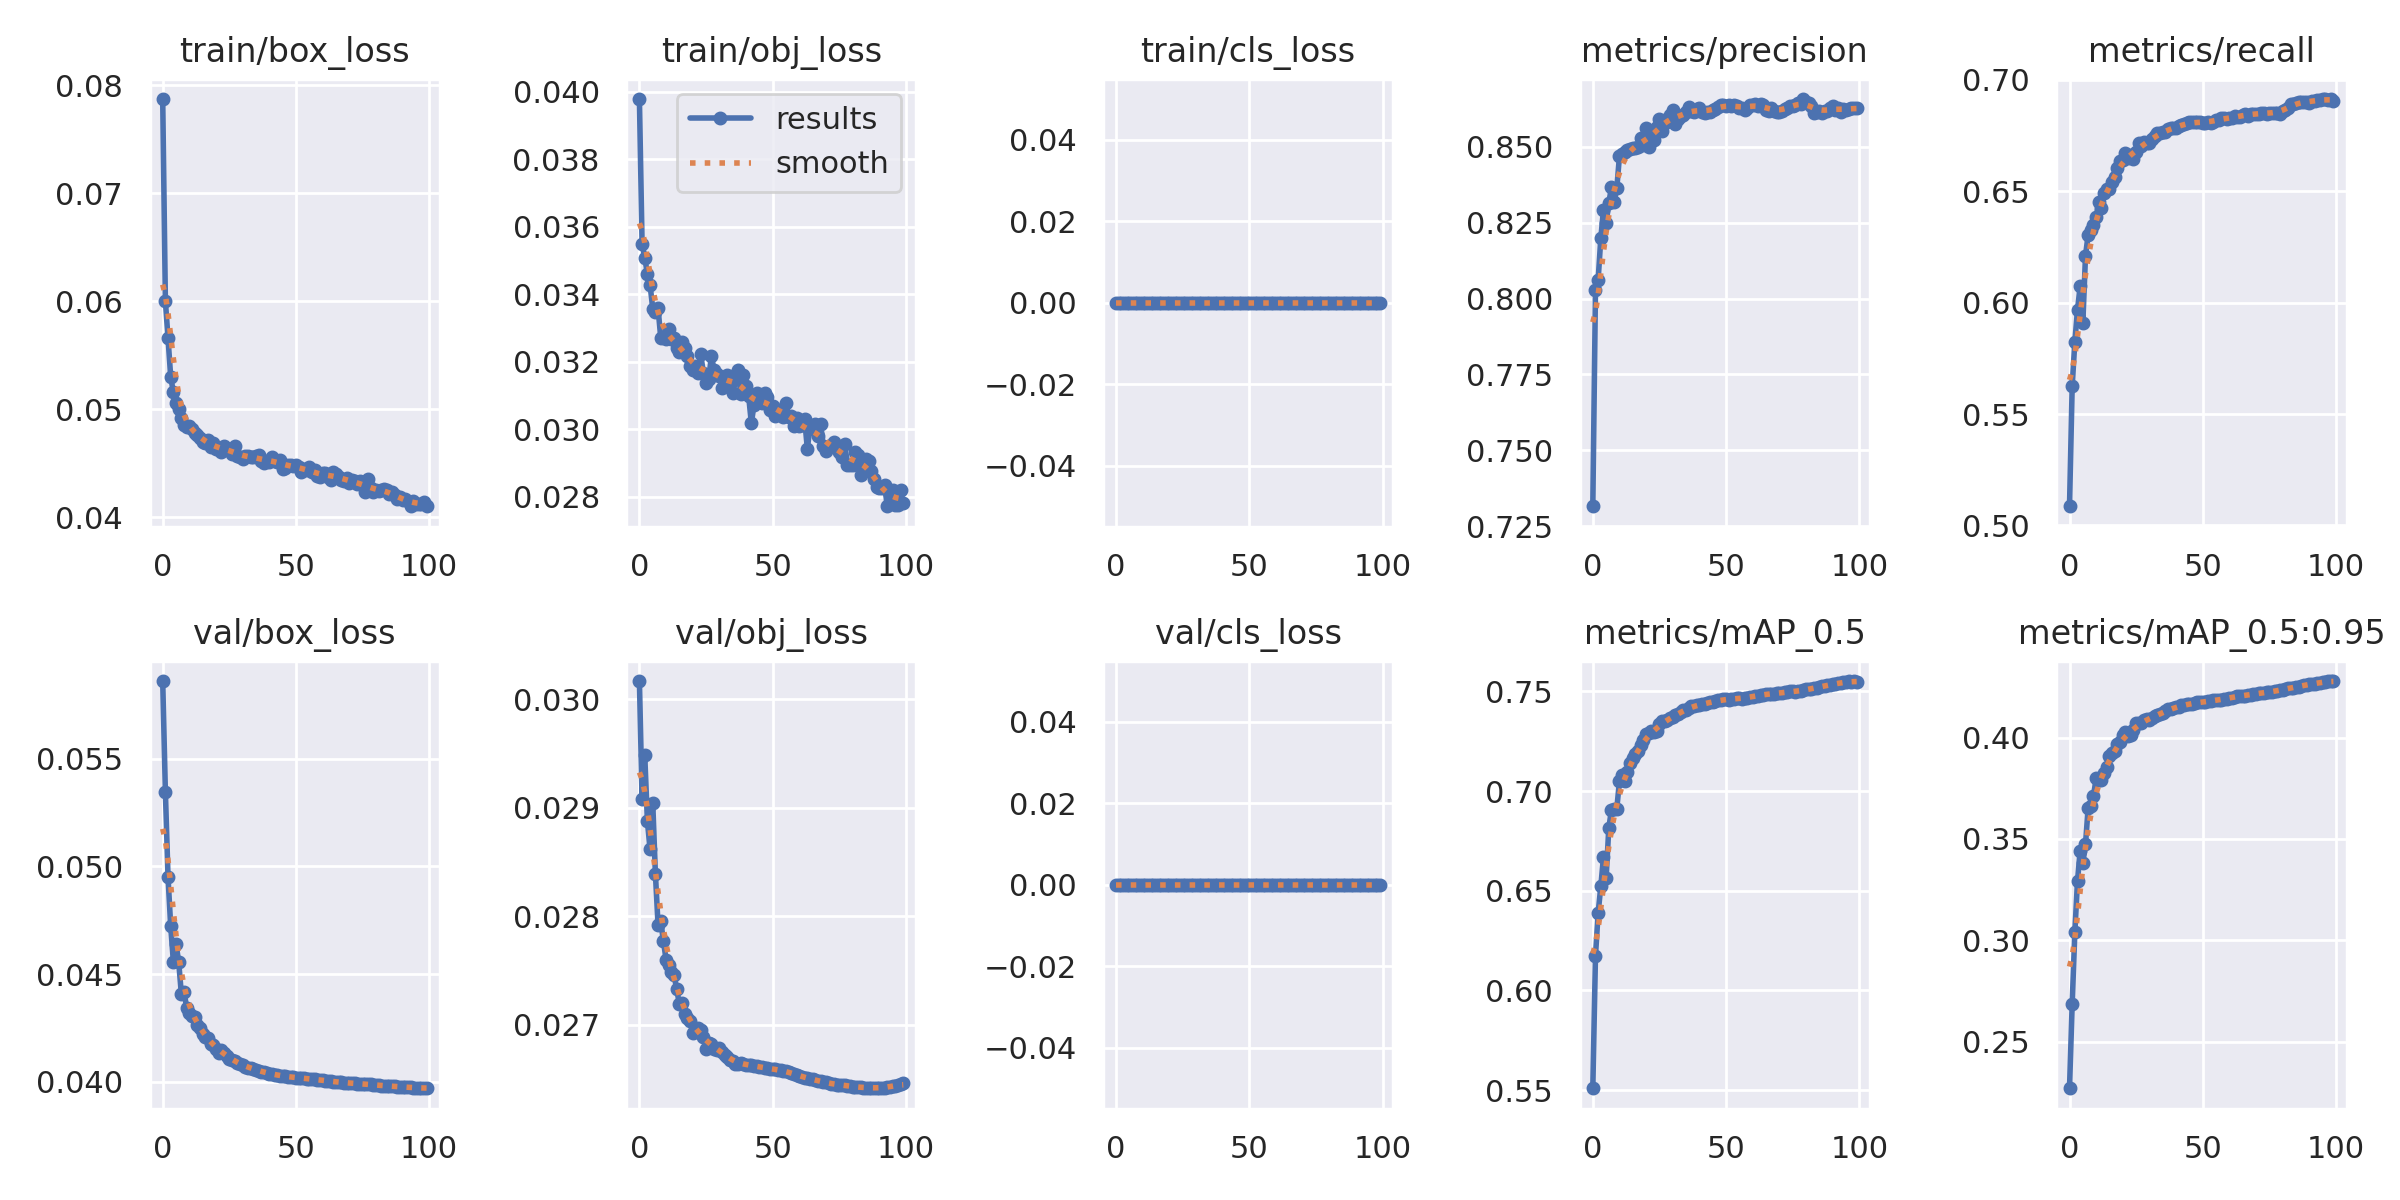 train/box_loss
0.08
0.07
0.06
0.05
0.04
0 50 100
train/obj_loss
results
smooth
0.040
0.038
0.036
0.034
0.032
0.030
0.028
0 50 100
train/cls_loss
0.04
0.02
0.00
−0.02
−0.04
0 50 100
metrics/precision
0.850
0.825
0.800
0.775
0.750
0.725
0 50 100
metrics/recall
0.70
0.65
0.60
0.55
0.50
0 50 100
val/box_loss
0.055
0.050
0.045
0.040
0 50 100
val/obj_loss
0.030
0.029
0.028
0.027
0 50 100
val/cls_loss
0.04
0.02
0.00
−0.02
−0.04
0 50 100
metrics/mAP_0.5
0.75
0.70
0.65
0.60
0.55
0 50 100
metrics/mAP_0.5:0.95
0.40
0.35
0.30
0.25
0 50 100